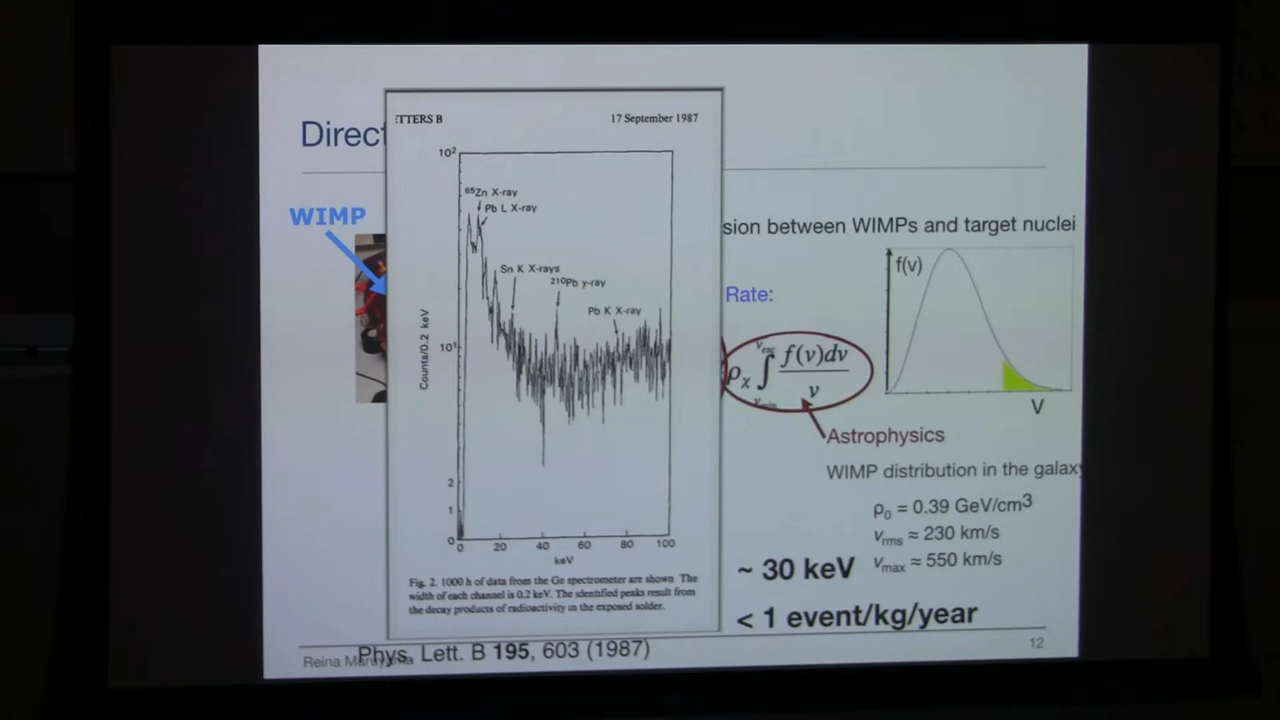 Direct
WIMP
ETTERS B
17 September 1987
10²
⁶⁵Zn X-ray
Pb L X-ray
Sn K X-rays
²¹⁰Pb γ-ray
Pb K X-ray
Counts/0.2 keV
10¹
2
1
0
0 20 40 60 80 100
keV
Fig. 2. 1000 h of data from the Ge spectrometer are shown The
width of each channel is 0.2 keV. The identified peaks result from
the decay products of radioactivity in the exposed solder.
sion between WIMPs and target nuclei
Rate:
f(v)
V
ρχ ∫ f(v)dv
v
vesc
vmin
Astrophysics
WIMP distribution in the galaxy
ρ₀ = 0.39 GeV/cm³
vrms ≈ 230 km/s
vmax ≈ 550 km/s
~ 30 keV
< 1 event/kg/year
Reina
Phys. Lett. B 195, 603 (1987)
12